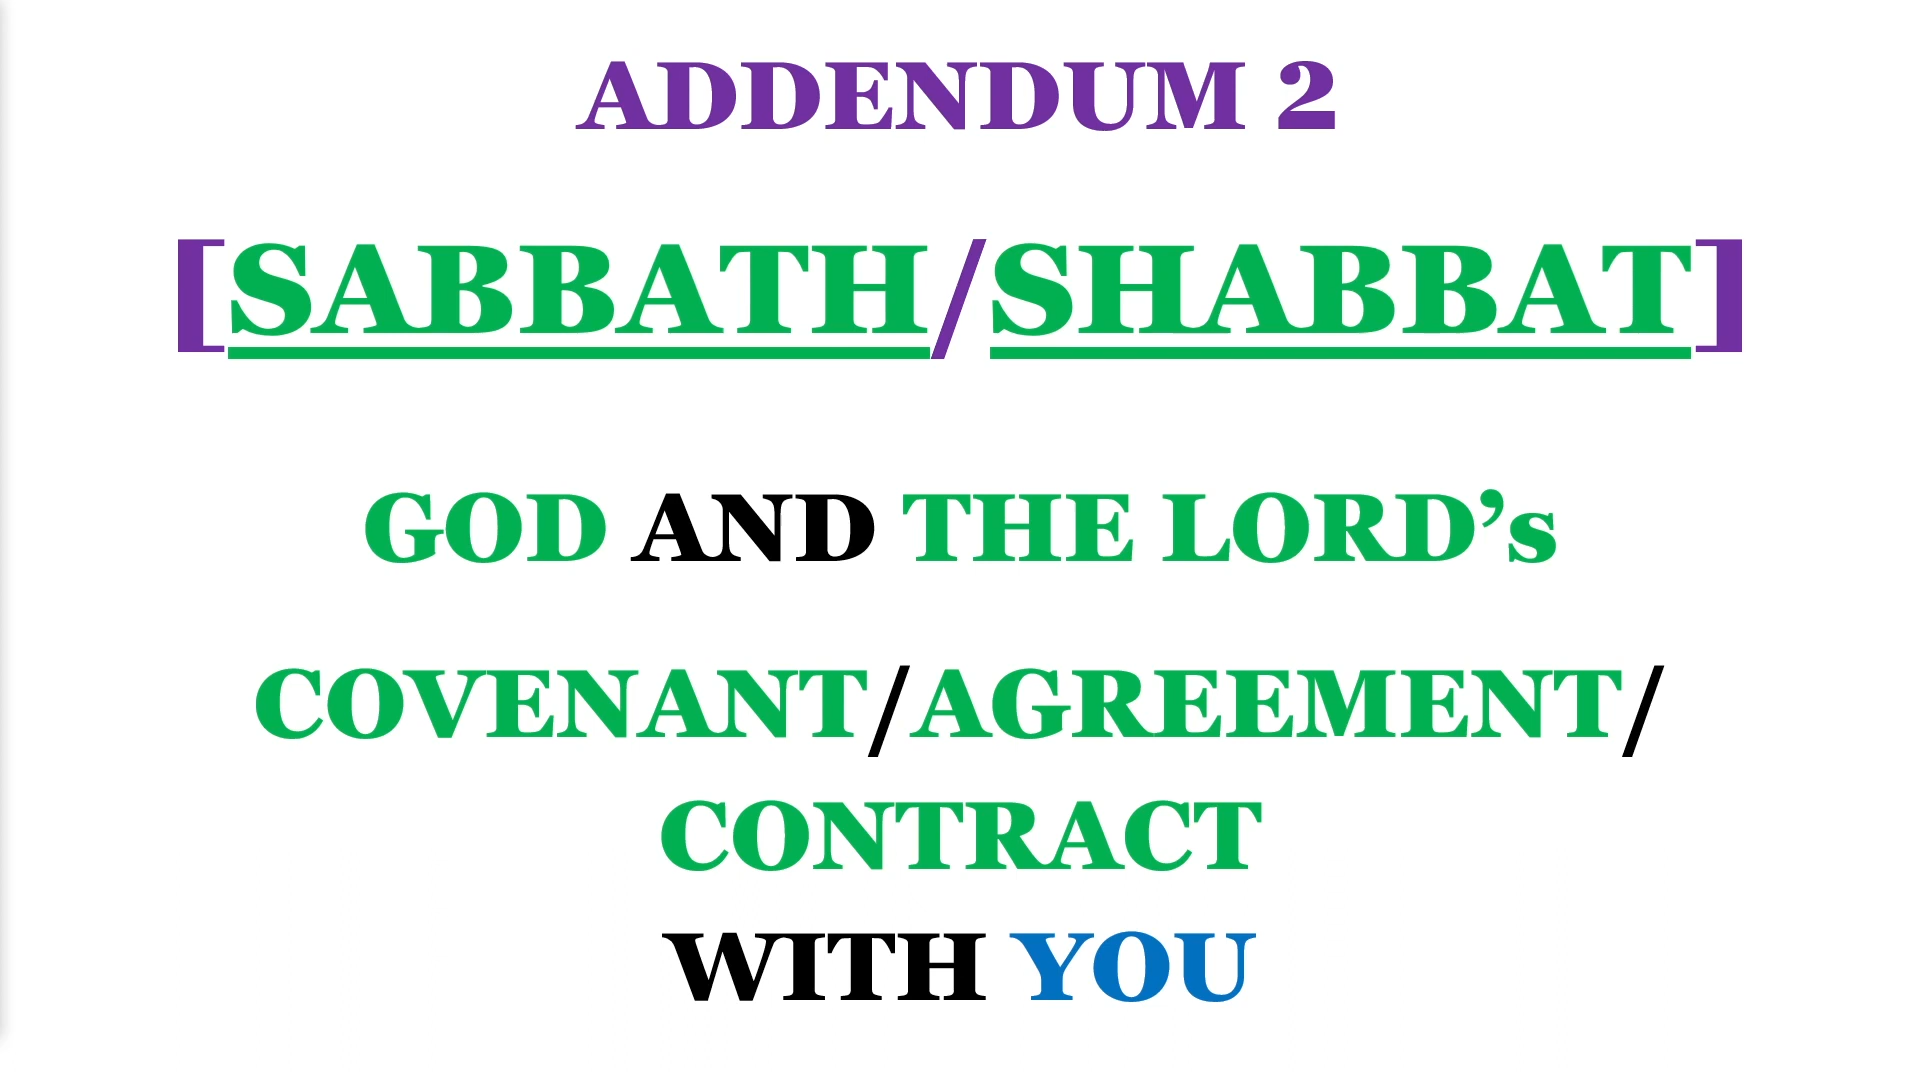 ADDENDUM 2
[SABBATH/SHABBAT]
GOD AND THE LORD’s
COVENANT/AGREEMENT/
CONTRACT
WITH YOU